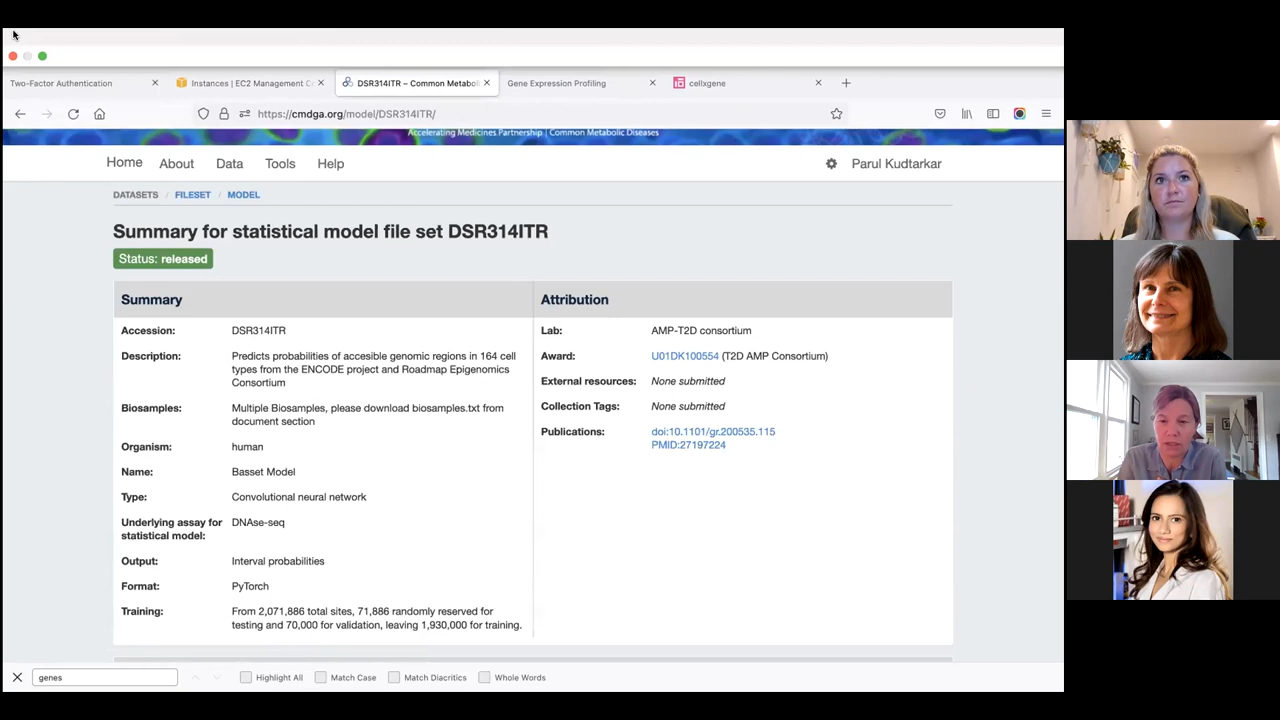 Two-Factor Authentication
Instances | EC2 Management C
DSR314ITR – Common Metabol
Gene Expression Profiling
cellxgene
https://cmdga.org/model/DSR314ITR/
Accelerating Medicines Partnership | Common Metabolic Diseases
Home About Data Tools Help Parul Kudtarkar
DATASETS / FILESET / MODEL
Summary for statistical model file set DSR314ITR
Status: released
Summary
Accession: DSR314ITR
Description: Predicts probabilities of accesible genomic regions in 164 cell
types from the ENCODE project and Roadmap Epigenomics
Consortium
Biosamples: Multiple Biosamples, please download biosamples.txt from
document section
Organism: human
Name: Basset Model
Type: Convolutional neural network
Underlying assay for DNAse-seq
statistical model:
Output: Interval probabilities
Format: PyTorch
Training: From 2,071,886 total sites, 71,886 randomly reserved for
testing and 70,000 for validation, leaving 1,930,000 for training.
Attribution
Lab: AMP-T2D consortium
Award: U01DK100554 (T2D AMP Consortium)
External resources: None submitted
Collection Tags: None submitted
Publications: doi:10.1101/gr.200535.115
PMID:27197224
genes
Highlight All
Match Case
Match Diacritics
Whole Words